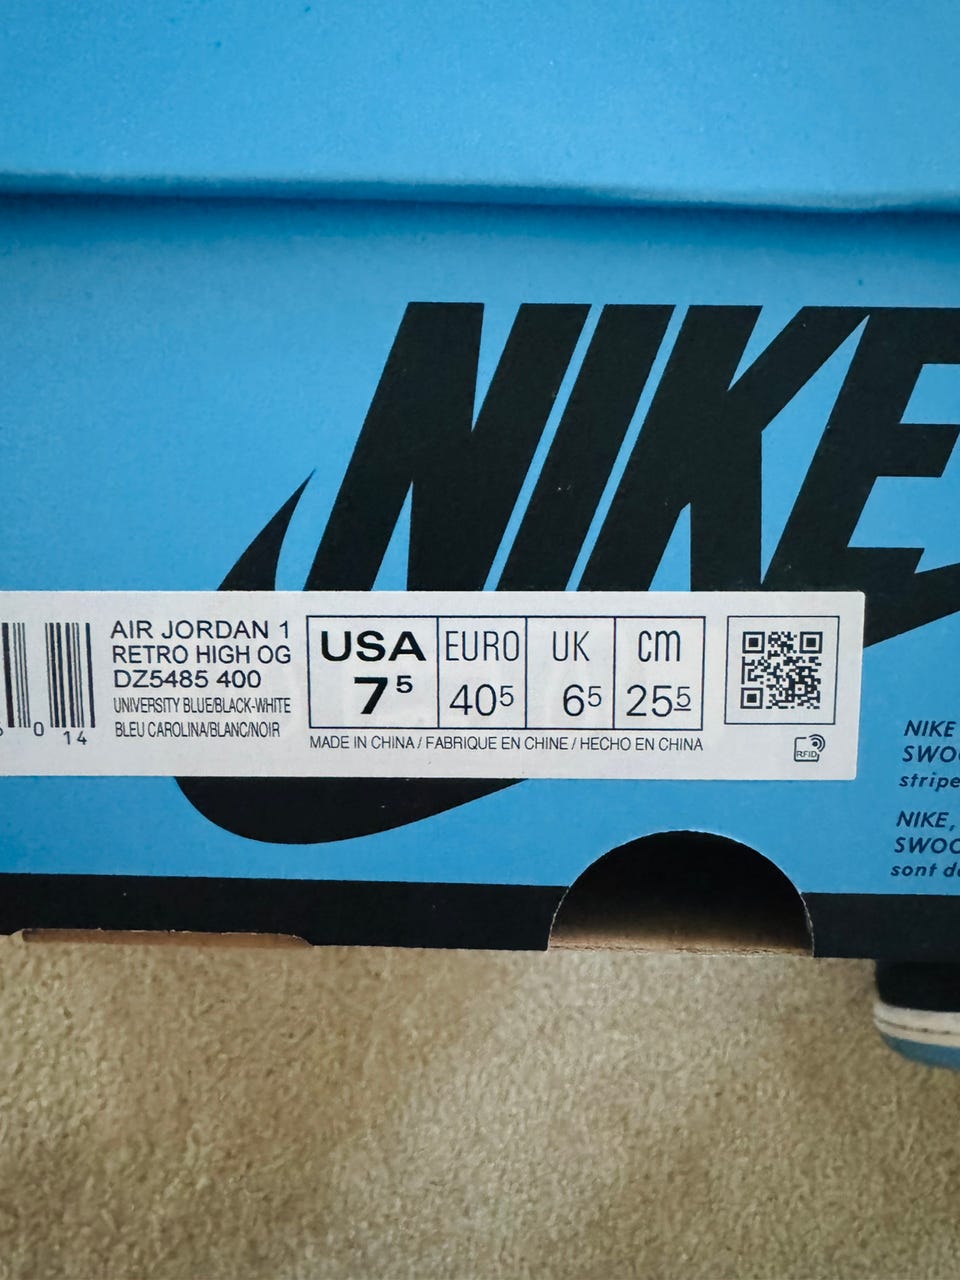 NIKE
AIR JORDAN 1
RETRO HIGH OG
DZ5485 400
UNIVERSITY BLUE/BLACK-WHITE
BLEU CAROLINA/BLANC/NOIR
0 14
USA EURO UK cm
7⁵ 40⁵ 6⁵ 25⁵
MADE IN CHINA / FABRIQUE EN CHINE / HECHO EN CHINA
RFID
NIKE
SWOO
stripe
NIKE,
SWOO
sont de